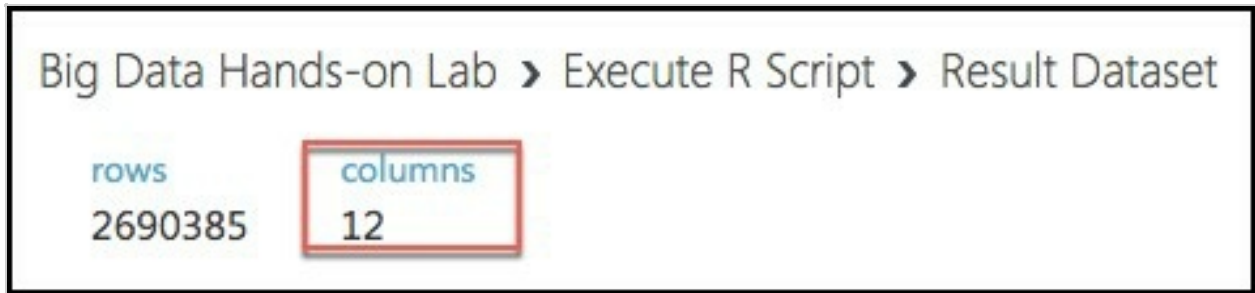 Big Data Hands-on Lab › Execute R Script › Result Dataset
rows columns
2690385 12